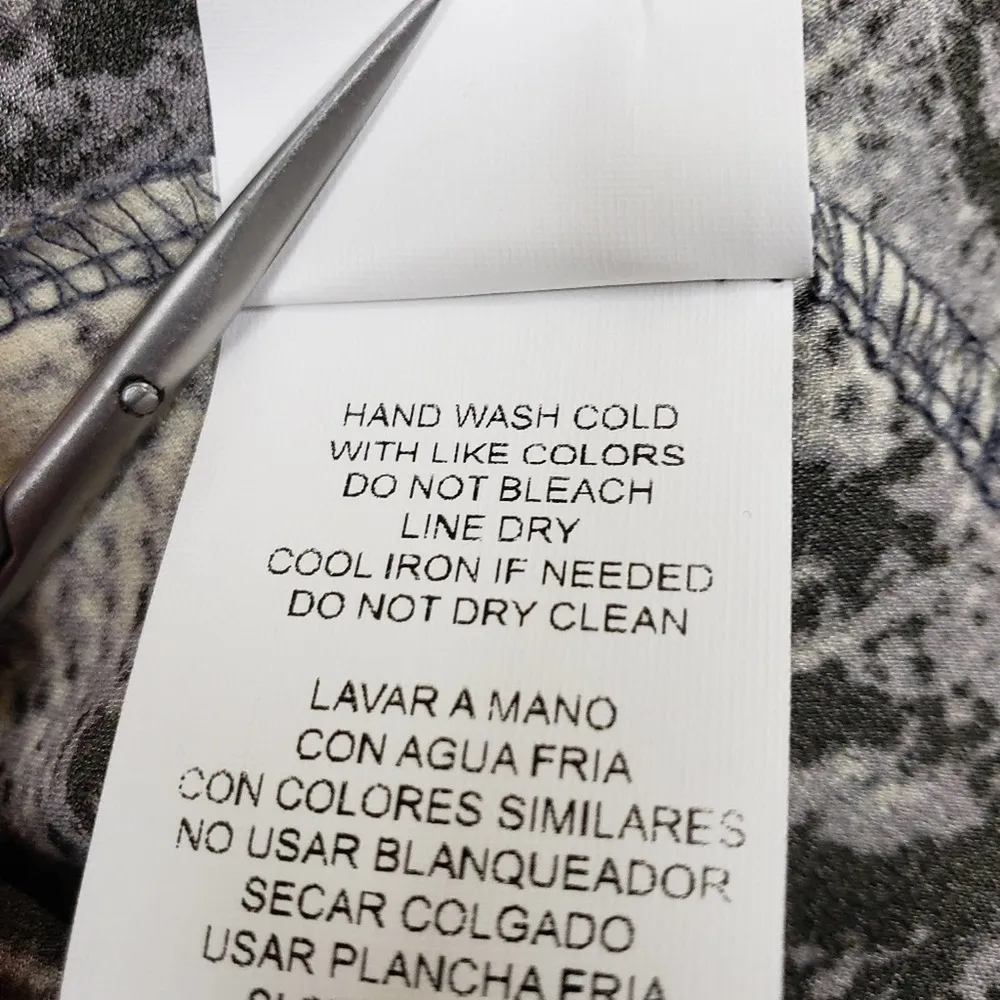 HAND WASH COLD
WITH LIKE COLORS
DO NOT BLEACH
LINE DRY
COOL IRON IF NEEDED
DO NOT DRY CLEAN
LAVAR A MANO
CON AGUA FRIA
CON COLORES SIMILARES
NO USAR BLANQUEADOR
SECAR COLGADO
USAR PLANCHA FRIA